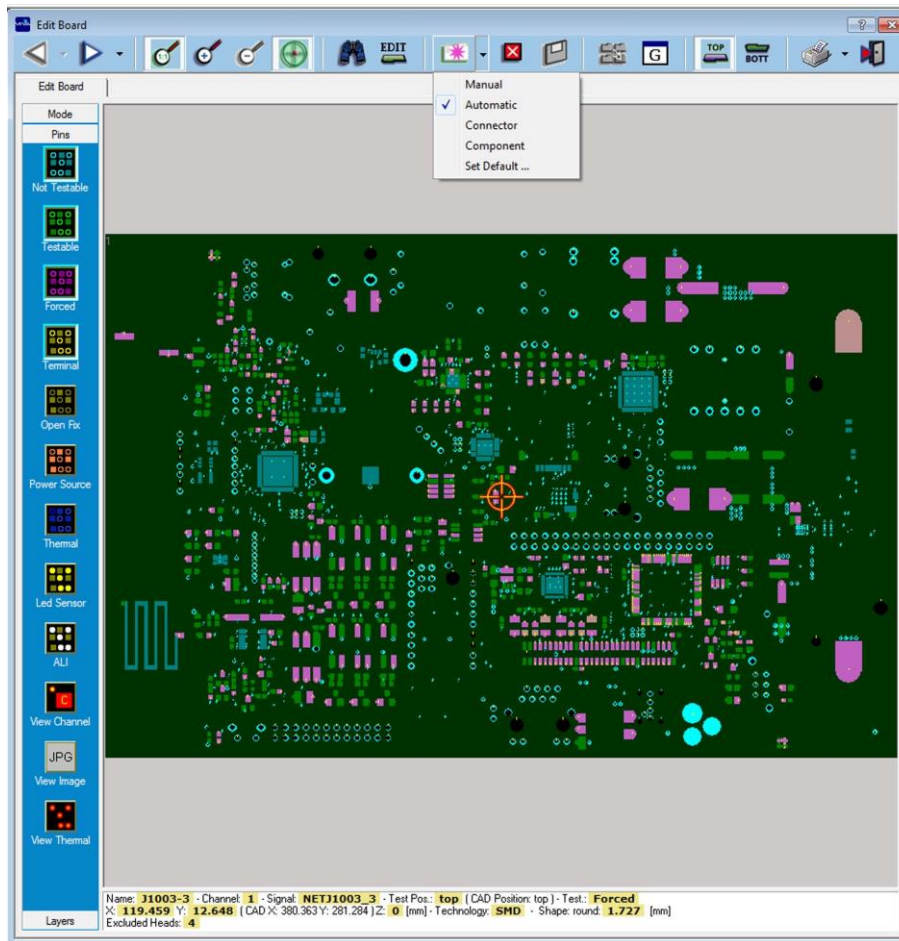 Edit Board
EDIT
G
TOP
BOTT
Edit Board
Manual
Automatic
Connector
Component
Set Default ...
Mode
Pins
Not Testable
Testable
Forced
Terminal
Open Fix
Power Source
Thermal
Led Sensor
ALI
C
View Channel
JPG
View Image
View Thermal
Layers
1
Name: J1003-3 - Channel: 1 - Signal: NETJ1003_3 - Test Pos.: top ( CAD Position: top ) - Test.: Forced
X: 119.459 Y: 12.648 ( CAD X: 380.363 Y: 281.284 ) Z: 0 [mm] - Technology: SMD - Shape: round: 1.727 [mm]
Excluded Heads: 4